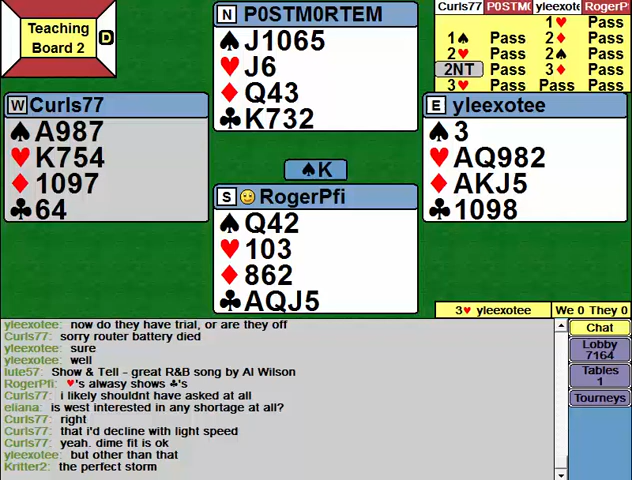 Teaching
Board 2
D
N P0STM0RTEM
♠J1065
♥J6
♦Q43
♣K732
Curls77 P0STM( yleexote RogerP
1♥ Pass
1♠ Pass 2♦ Pass
2♥ Pass 2♠ Pass
2NT Pass 3♦ Pass
3♥ Pass Pass Pass
W Curls77
♠A987
♥K754
♦1097
♣64
E yleexotee
♠3
♥AQ982
♦AKJ5
♣1098
♠K
S RogerPfi
♠Q42
♥103
♦862
♣AQJ5
3♥ yleexotee We 0 They 0
yleexotee: now do they have trial, or are they off
Curls77: sorry router battery died
yleexotee: sure
yleexotee: well
lute57: Show & Tell - great R&B song by Al Wilson
RogerPfi: ♥'s alwasy shows ♣'s
Curls77: i likely shouldnt have asked at all
eliana: is west interested in any shortage at all?
Curls77: right
Curls77: that i'd decline with light speed
Curls77: yeah. dime fit is ok
yleexotee: but other than that
Kritter2: the perfect storm
Chat
Lobby
7164
Tables
1
Tourneys